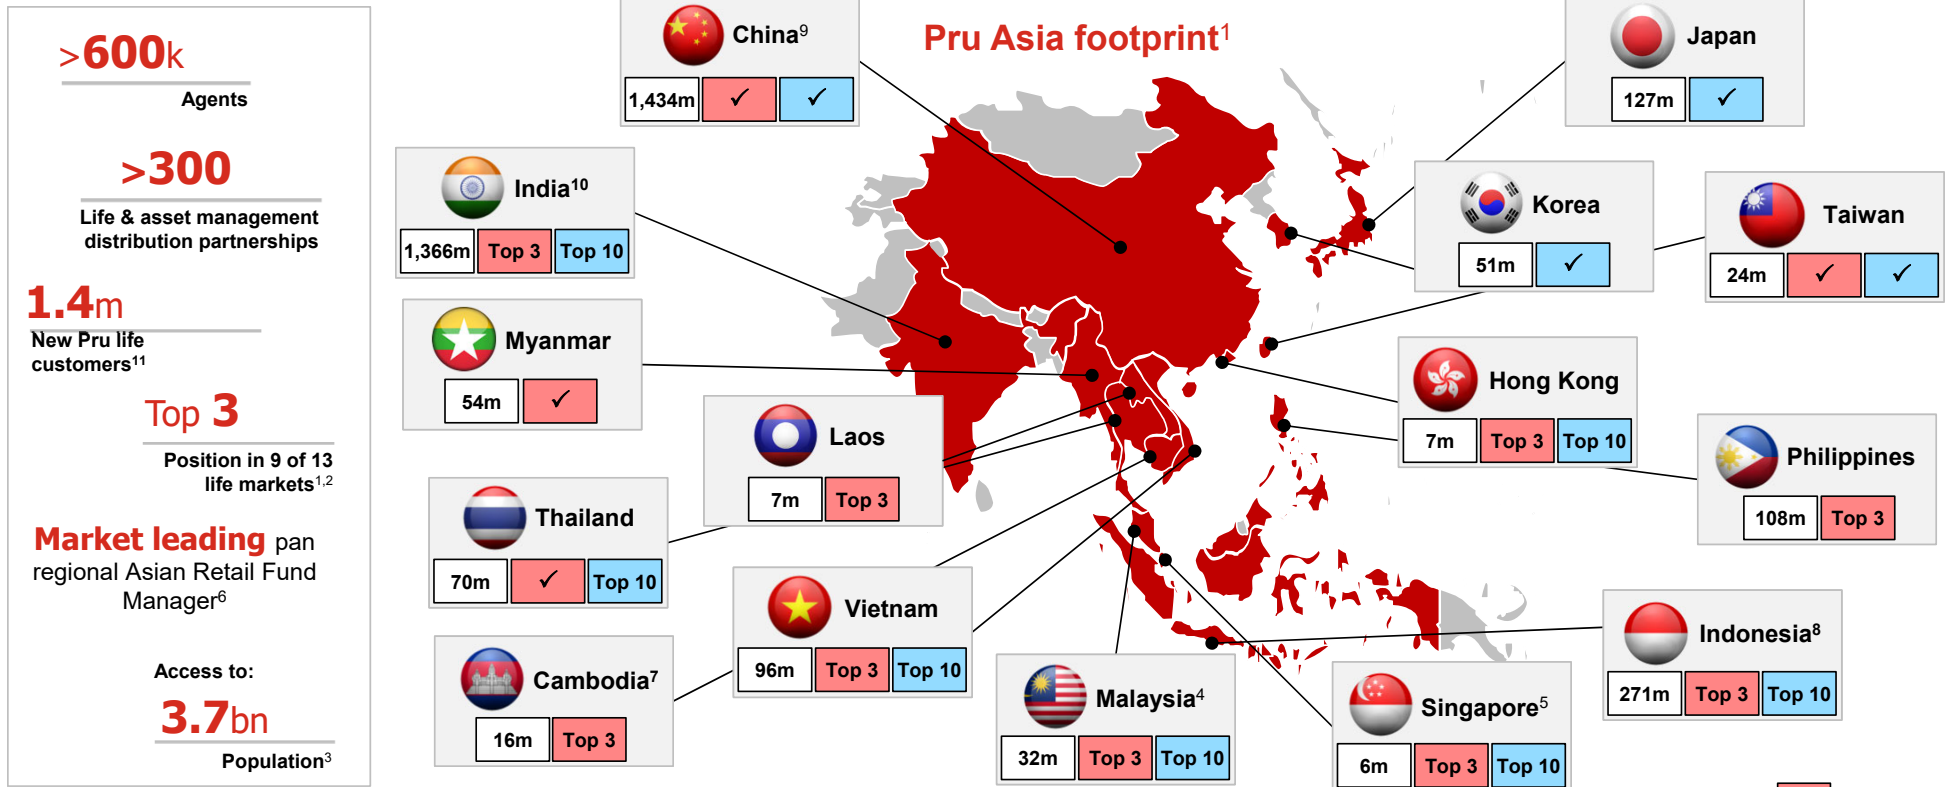 >600k
Agents
>300
Life & asset management
distribution partnerships
1.4m
New Pru life
customers11
Top 3
Position in 9 of 13
life markets1,2
Market leading pan
regional Asian Retail Fund
Manager6
Access to:
3.7bn
Population3
Pru Asia footprint1
China9
1,434m ✓ ✓
Japan
127m ✓
India10
1,366m Top 3 Top 10
Korea
51m ✓
Taiwan
24m ✓ ✓
Myanmar
54m ✓
Hong Kong
7m Top 3 Top 10
Laos
7m Top 3
Philippines
108m Top 3
Thailand
70m ✓ Top 10
Vietnam
96m Top 3 Top 10
Indonesia8
271m Top 3 Top 10
Cambodia7
16m Top 3
Malaysia4
32m Top 3 Top 10
Singapore5
6m Top 3 Top 10